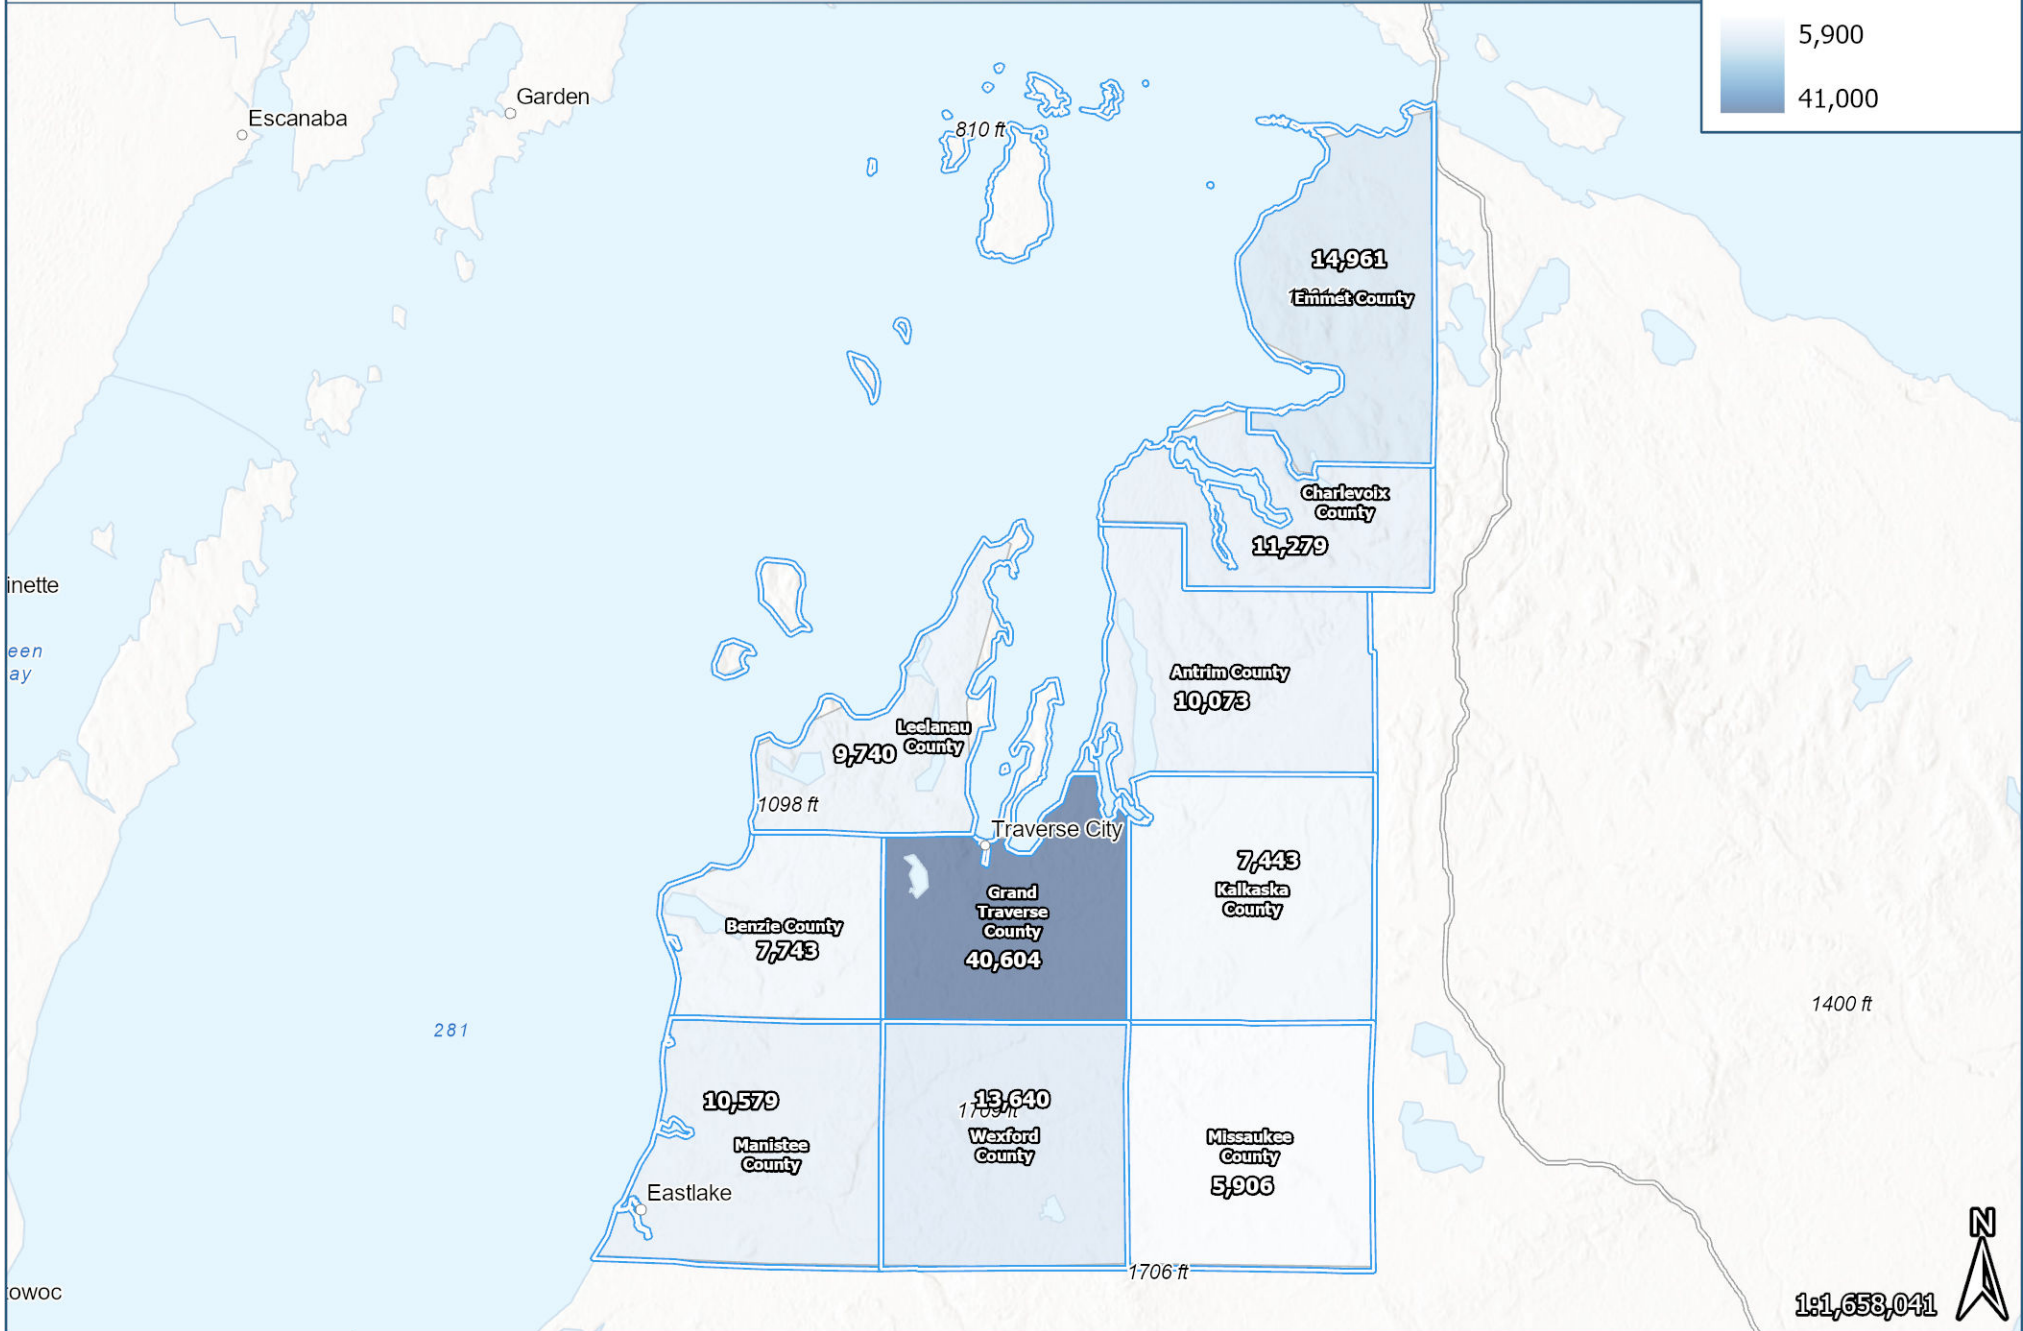 5,900
41,000
Garden
Escanaba
810 ft
14,961
Emmet County
Charlevoix
County
11,279
inette
een
ay
Antrim County
10,073
Leelanau
County
9,740
1098 ft
Traverse City
7,443
Kalkaska
County
Grand
Traverse
County
40,604
Benzie County
7,743
1400 ft
281
10,579
Manistee
County
13,640
1709 ft
Wexford
County
Missaukee
County
5,906
Eastlake
1706 ft
N
owoc
1:1,658,041